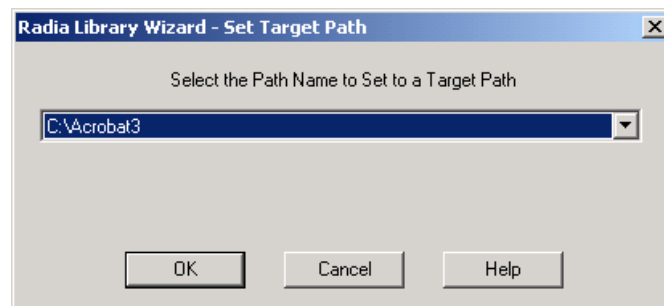 Radia Library Wizard - Set Target Path
Select the Path Name to Set to a Target Path
C:\Acrobat3
OK Cancel Help